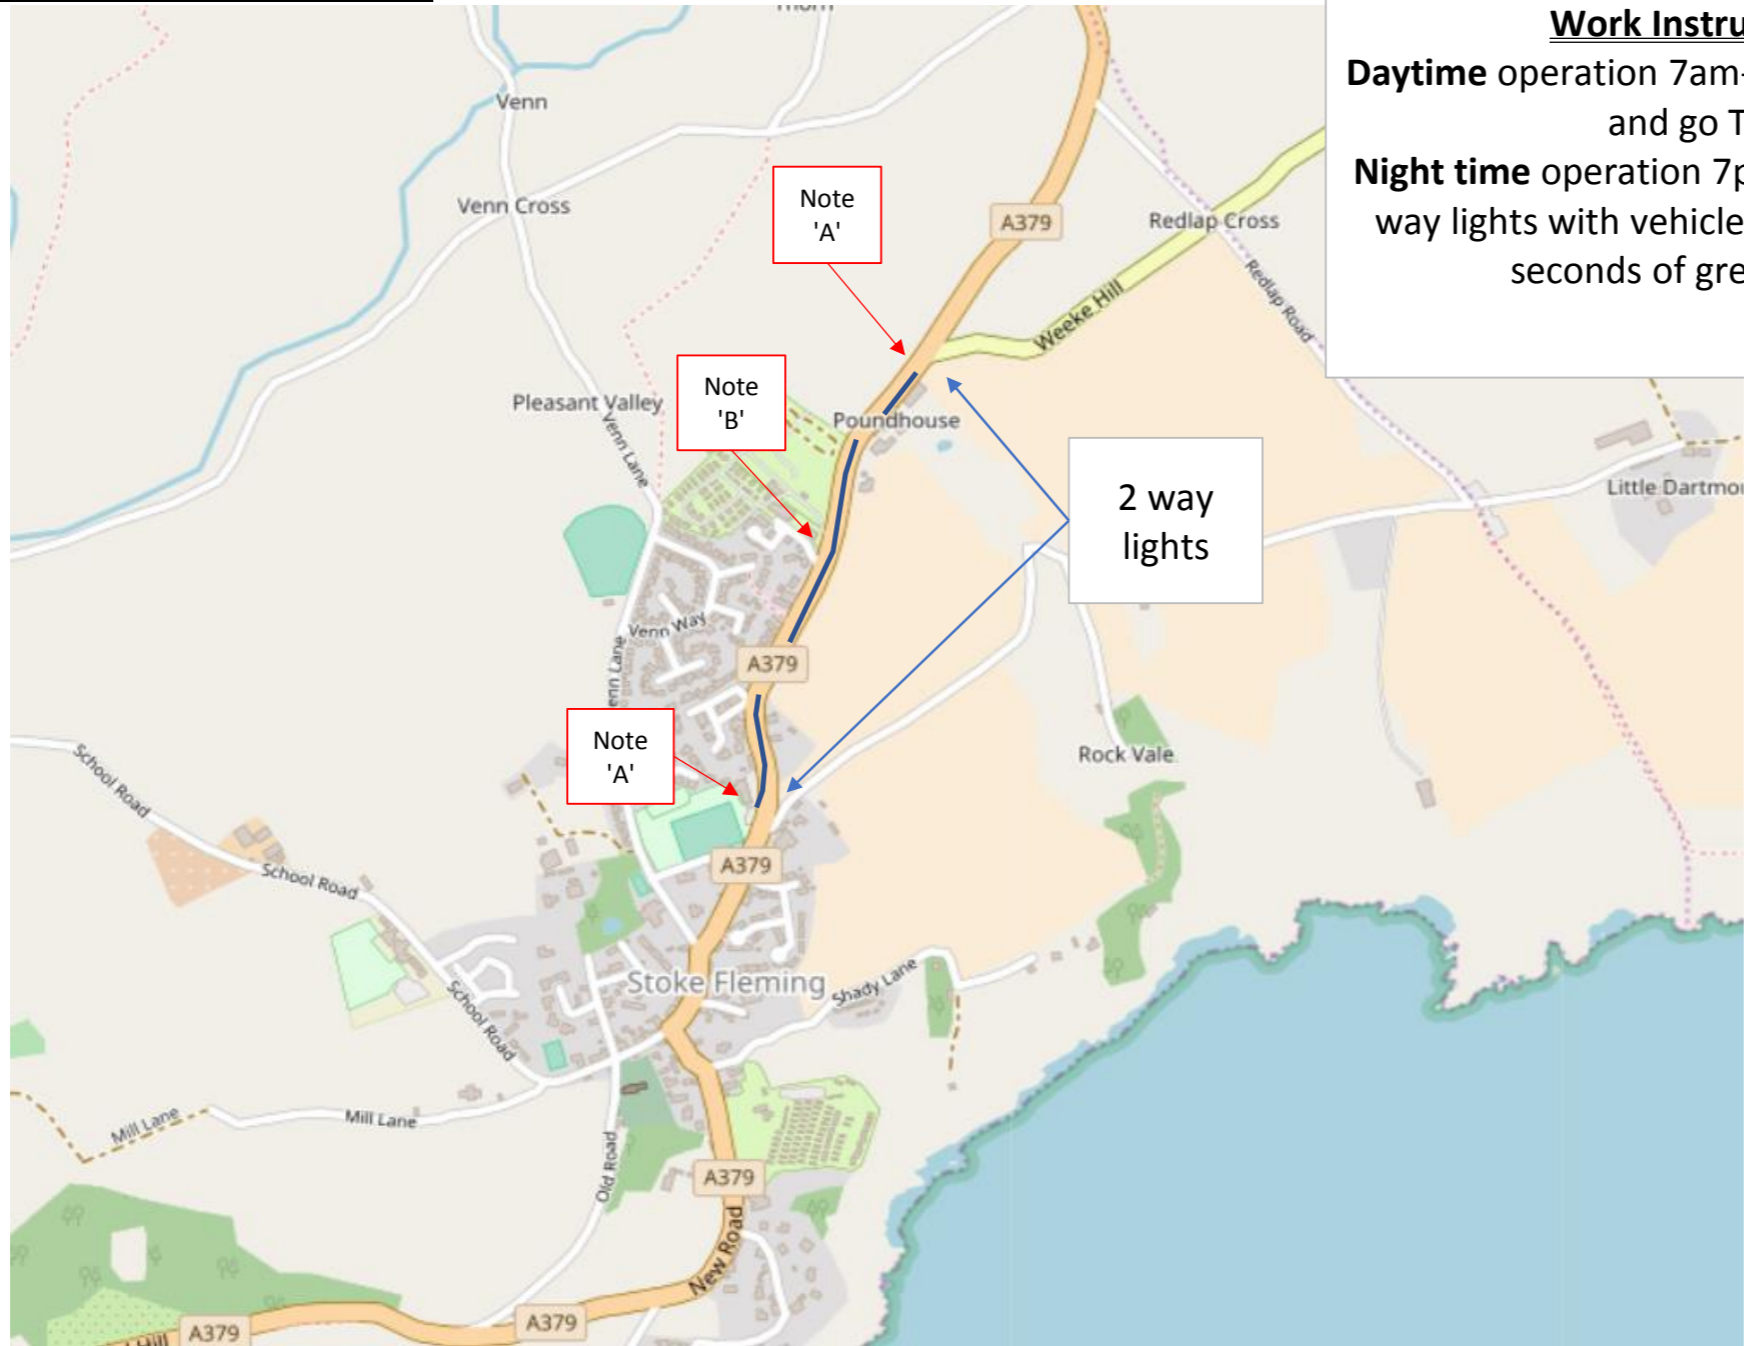 Work Instru
Daytime operation 7am-
and go T
Night time operation 7p
way lights with vehicle
seconds of gre
Venn
Venn Cross
Note
'A'
A379
Redlap Cross
Redlap Road
Weeke Hill
Note
'B'
Pleasant Valley
Venn Lane
Poundhouse
2 way
lights
Little Dartmou
Venn Way
enn Lane
A379
Note
'A'
Rock Vale
School Road
School Road
A379
Stoke Fleming
Shady Lane
School Road
Mill Lane
Mill Lane
Old Road
A379
New Road
A379
A379
Hill